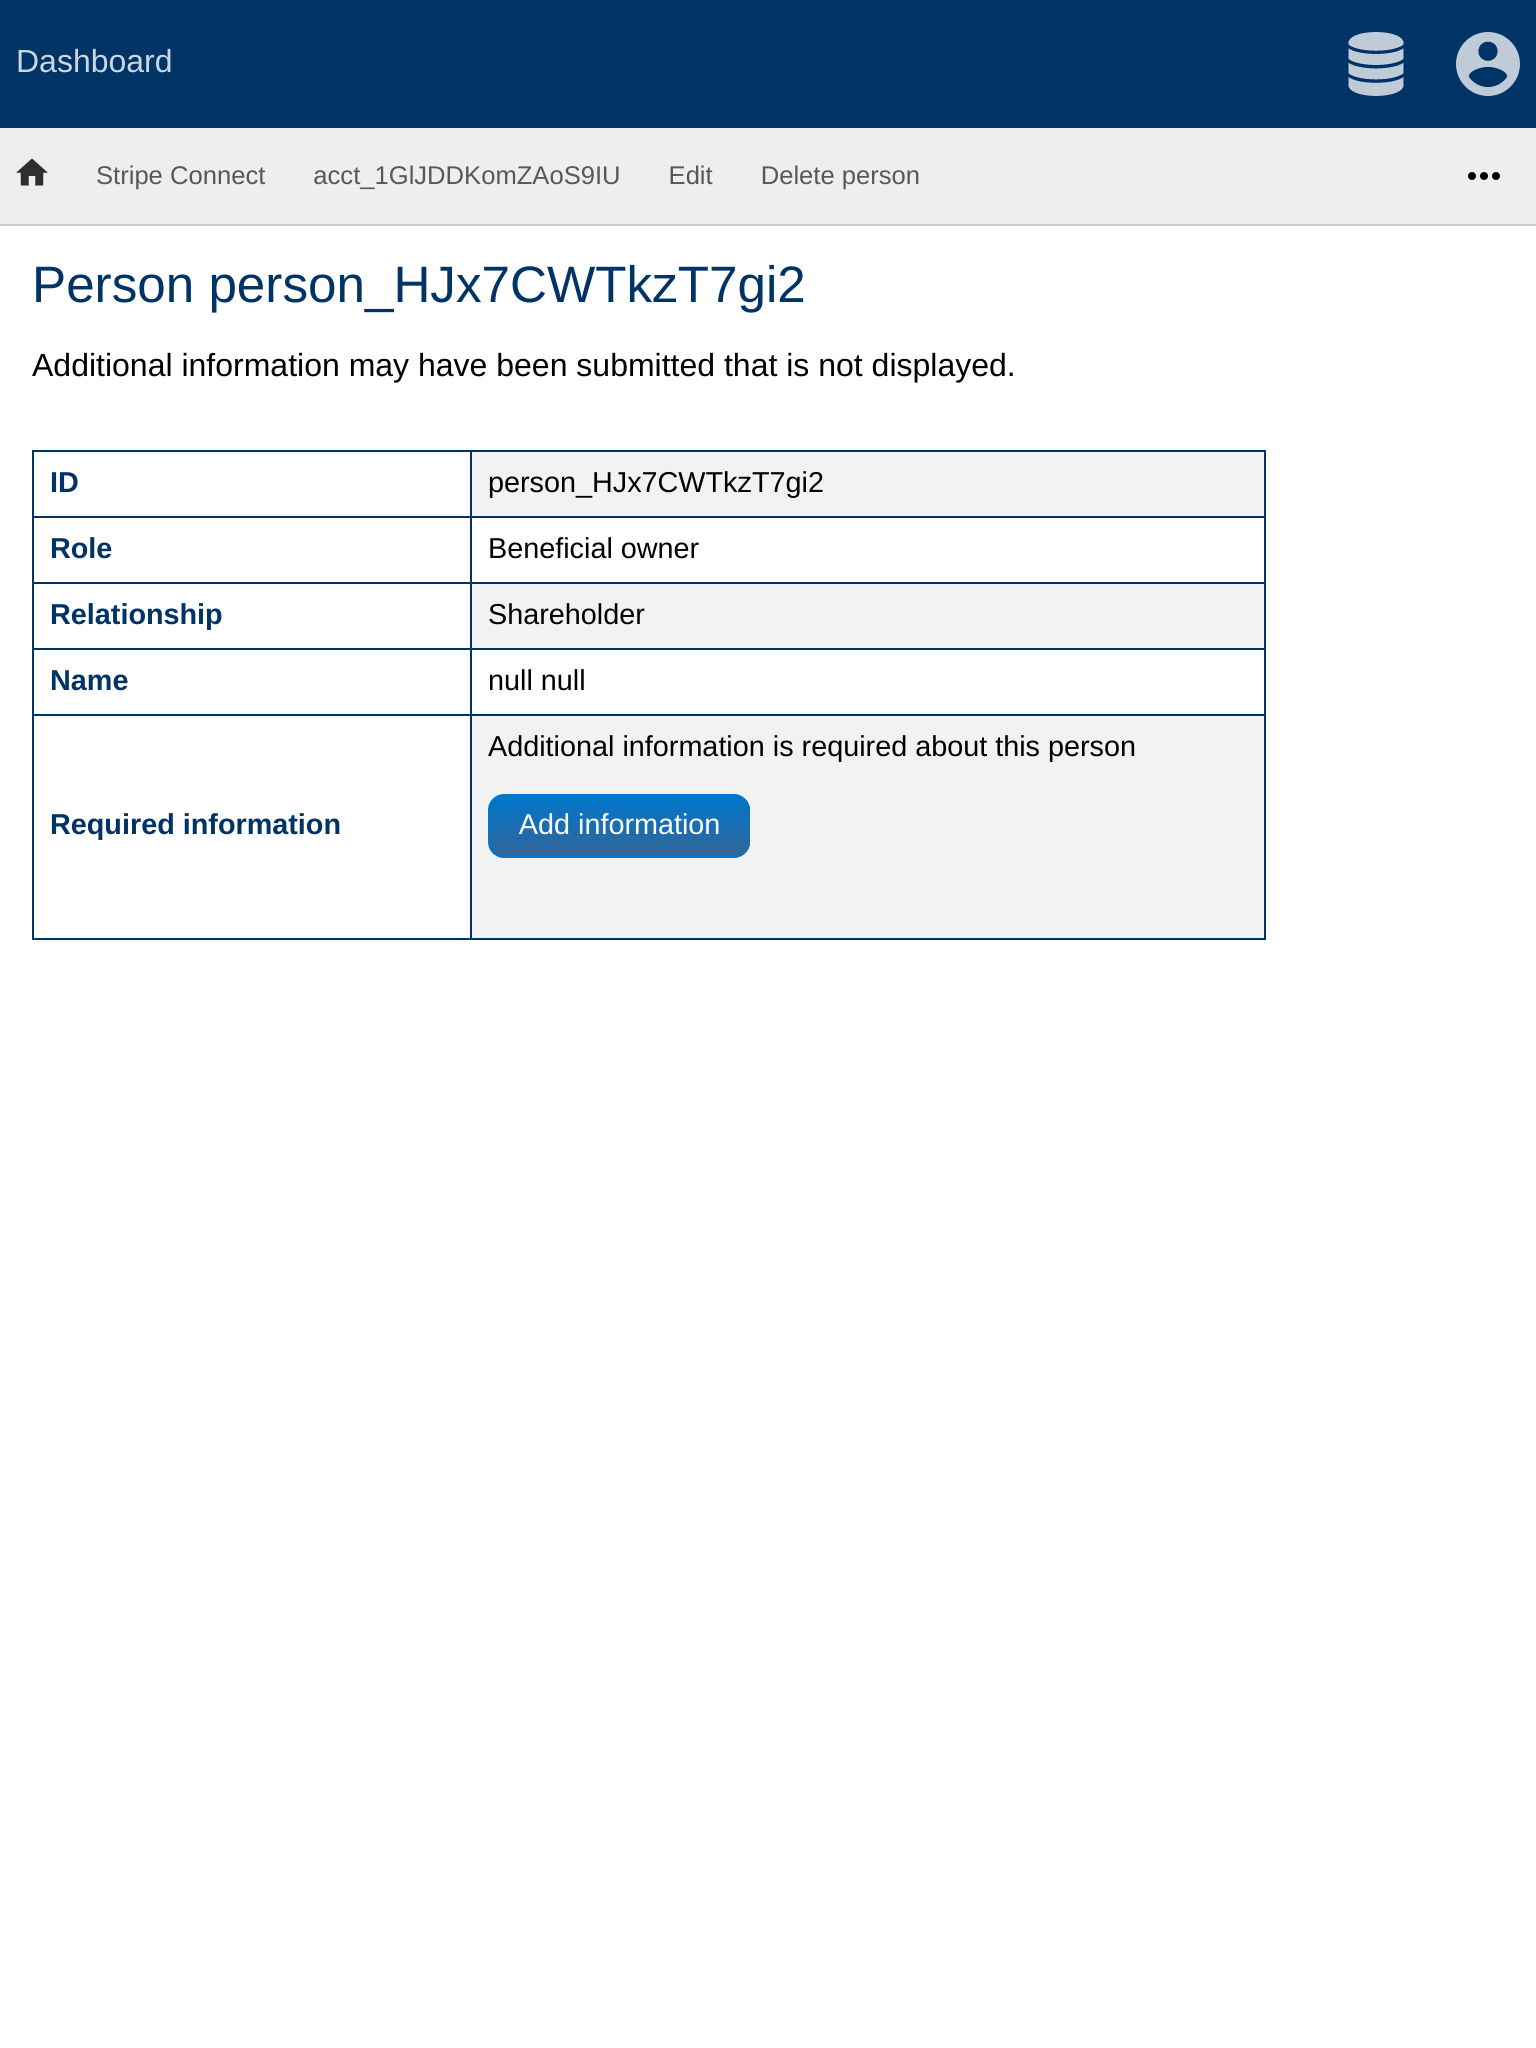 Dashboard
Stripe Connect acct_1GlJDDKomZAoS9IU Edit Delete person
Person person_HJx7CWTkzT7gi2
Additional information may have been submitted that is not displayed.
ID person_HJx7CWTkzT7gi2
Role Beneficial owner
Relationship Shareholder
Name null null
Additional information is required about this person
Required information Add information